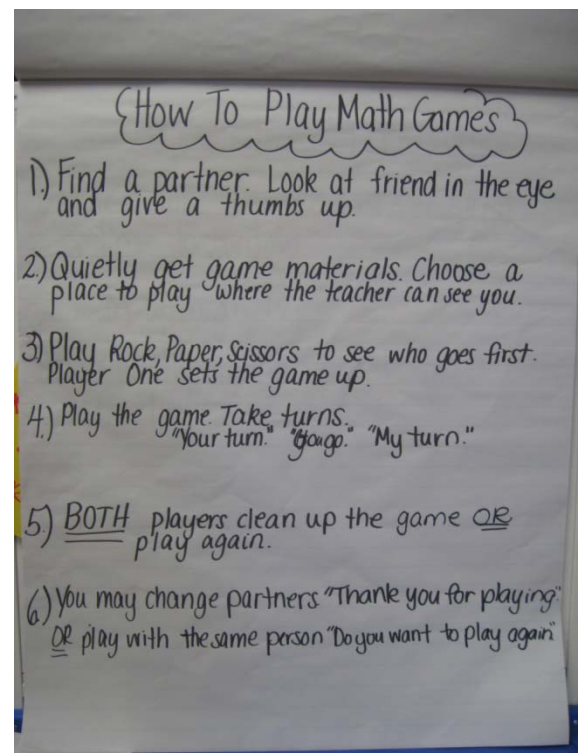 How To Play Math Games
1.) Find a partner. Look at friend in the eye
and give a thumbs up.
2.) Quietly get game materials. Choose a
place to play where the teacher can see you.
3) Play Rock, Paper, Scissors to see who goes first.
Player One sets the game up.
4.) Play the game. Take turns.
"Your turn." "You go." "My turn."
5.) BOTH players clean up the game OR
play again.
6.) You may change partners "Thank you for playing."
OR play with the same person "Do you want to play again"